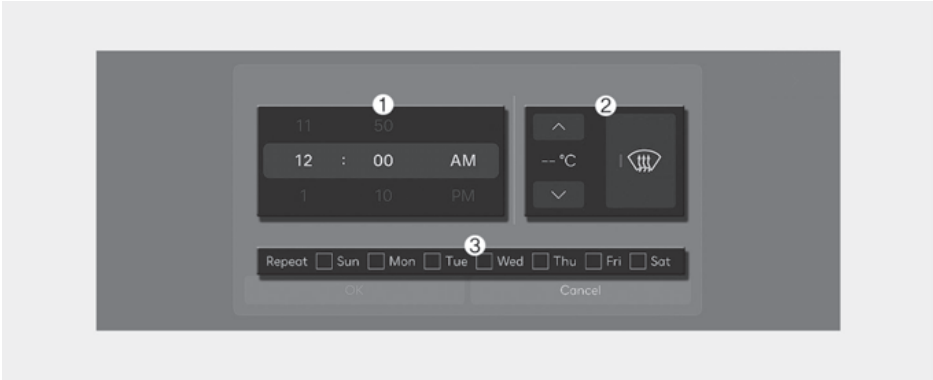 ① ②
11 50
12 : 00 AM -- °C
1 10 PM
③
Repeat Sun Mon Tue Wed Thu Fri Sat
OK Cancel